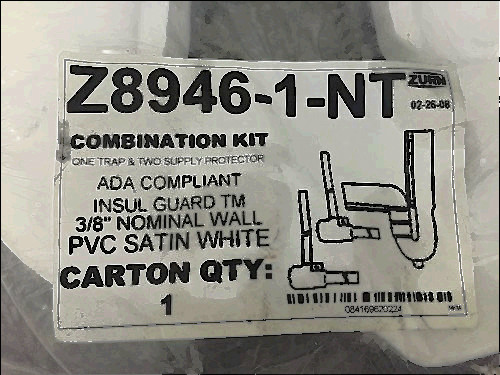 Z8946-1-NT
ZURN
02-26-08
COMBINATION KIT
ONE TRAP & TWO SUPPLY PROTECTOR
ADA COMPLIANT
INSUL GUARD TM
3/8" NOMINAL WALL
PVC SATIN WHITE
CARTON QTY:
1
084169620224